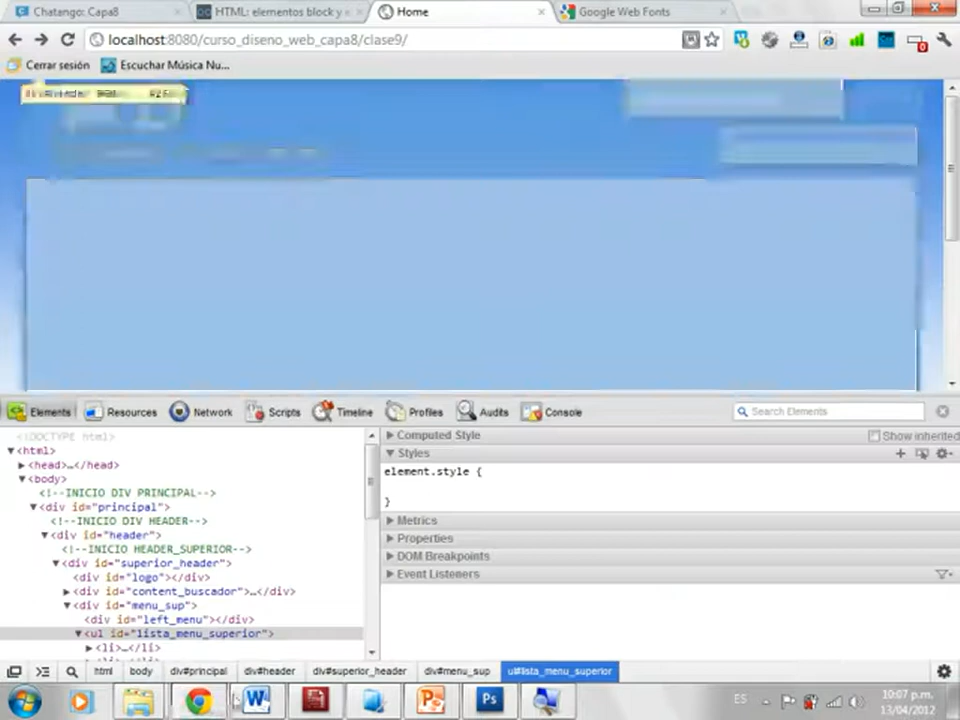 Chatango: Capa8
HTML: elementos block y
Home
Google Web Fonts
localhost:8080/curso_diseno_web_capa8/clase9/
0
Cerrar sesión
Escuchar Música Nu...
Elements
Resources
Network
Scripts
Timeline
Profiles
Audits
Console
Search Elements
<!DOCTYPE html>
▼<html>
▶<head>…</head>
▼<body>
<!--INICIO DIV PRINCIPAL-->
▼<div id="principal">
<!--INICIO DIV HEADER-->
▼<div id="header">
<!--INICIO HEADER_SUPERIOR-->
▼<div id="superior_header">
<div id="logo"></div>
▶<div id="content_buscador">…</div>
▼<div id="menu_sup">
<div id="left_menu"></div>
▼<ul id="lista_menu_superior">
▶<li>…</li>
▶ Computed Style
Show inherited
▼ Styles
element.style {
}
▶ Metrics
▶ Properties
▶ DOM Breakpoints
▶ Event Listeners
html
body
div#principal
div#header
div#superior_header
div#menu_sup
ul#lista_menu_superior
ES
10:07 p.m.
13/04/2012